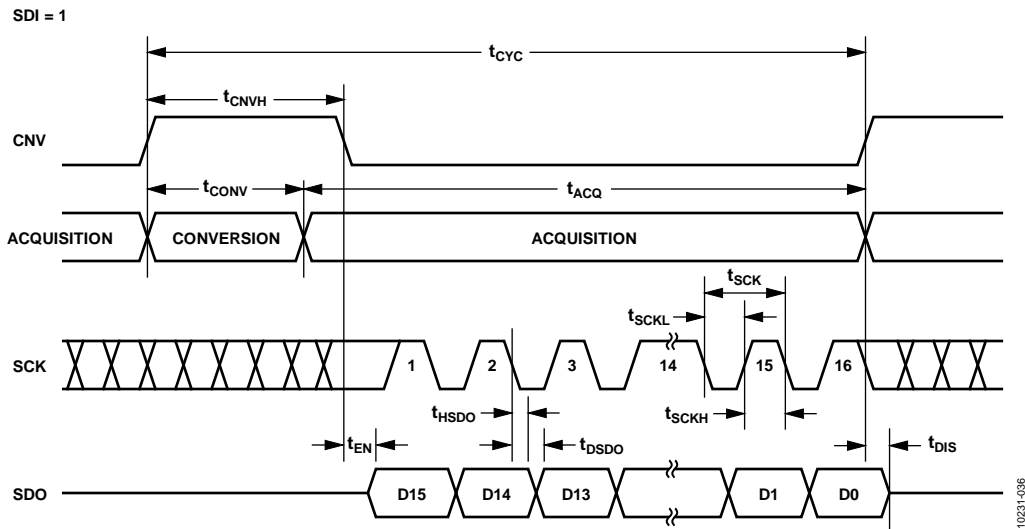 SDI = 1
tCYC
tCNVH
CNV
tCONV
tACQ
ACQUISITION CONVERSION ACQUISITION
tSCK
tSCKL
SCK 1 2 3 14 15 16
tHSDO tSCKH
tEN tDSDO tDIS
SDO D15 D14 D13 D1 D0
10231-036